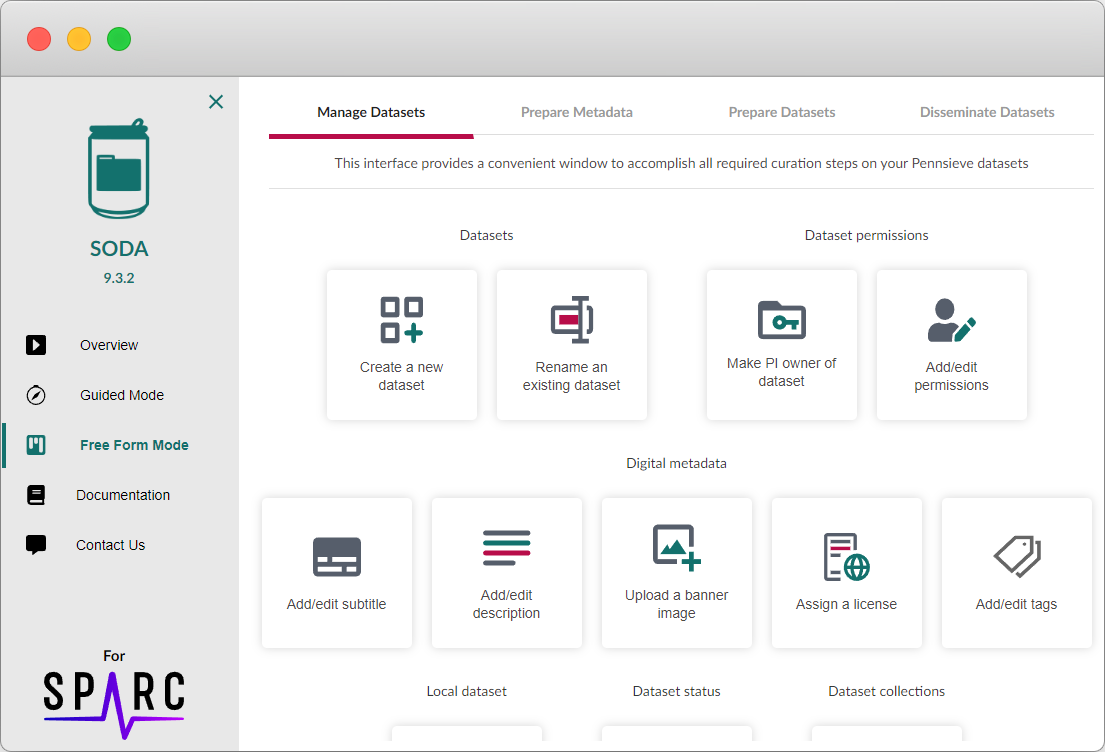 SODA
9.3.2
Overview
Guided Mode
Free Form Mode
Documentation
Contact Us
For
SPARC
Manage Datasets
Prepare Metadata
Prepare Datasets
Disseminate Datasets
This interface provides a convenient window to accomplish all required curation steps on your Pennsieve datasets
Datasets
Create a new
dataset
Rename an
existing dataset
Dataset permissions
Make PI owner of
dataset
Add/edit
permissions
Digital metadata
Add/edit subtitle
Add/edit
description
Upload a banner
image
Assign a license
Add/edit tags
Local dataset
Dataset status
Dataset collections